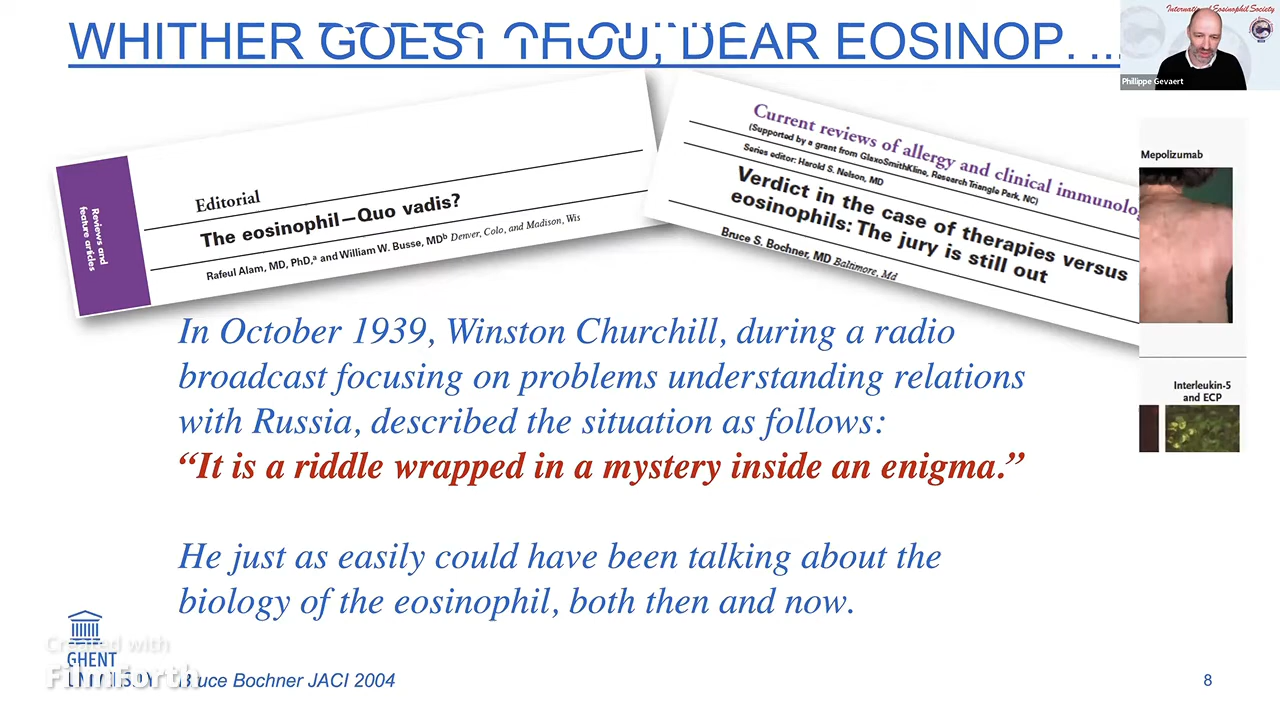 WHITHER GOEST THOU, DEAR EOSINOP. ...
International Eosinophil Society
Phillippe Gevaert
Reviews and
feature articles
Editorial
The eosinophil—Quo vadis?
Rafeul Alam, MD, PhD,ᵃ and William W. Busse, MDᵇ Denver, Colo, and Madison, Wis
Current reviews of allergy and clinical immunolo
(Supported by a grant from GlaxoSmithKline, Research Triangle Park, NC)
Series editor: Harold S. Nelson, MD
Verdict in the case of therapies versus
eosinophils: The jury is still out
Bruce S. Bochner, MD Baltimore, Md
Mepolizumab
Interleukin-5
and ECP
In October 1939, Winston Churchill, during a radio
broadcast focusing on problems understanding relations
with Russia, described the situation as follows:
“It is a riddle wrapped in a mystery inside an enigma.”
He just as easily could have been talking about the
biology of the eosinophil, both then and now.
GHENT
Created with
FilmForth
Bruce Bochner JACI 2004
8